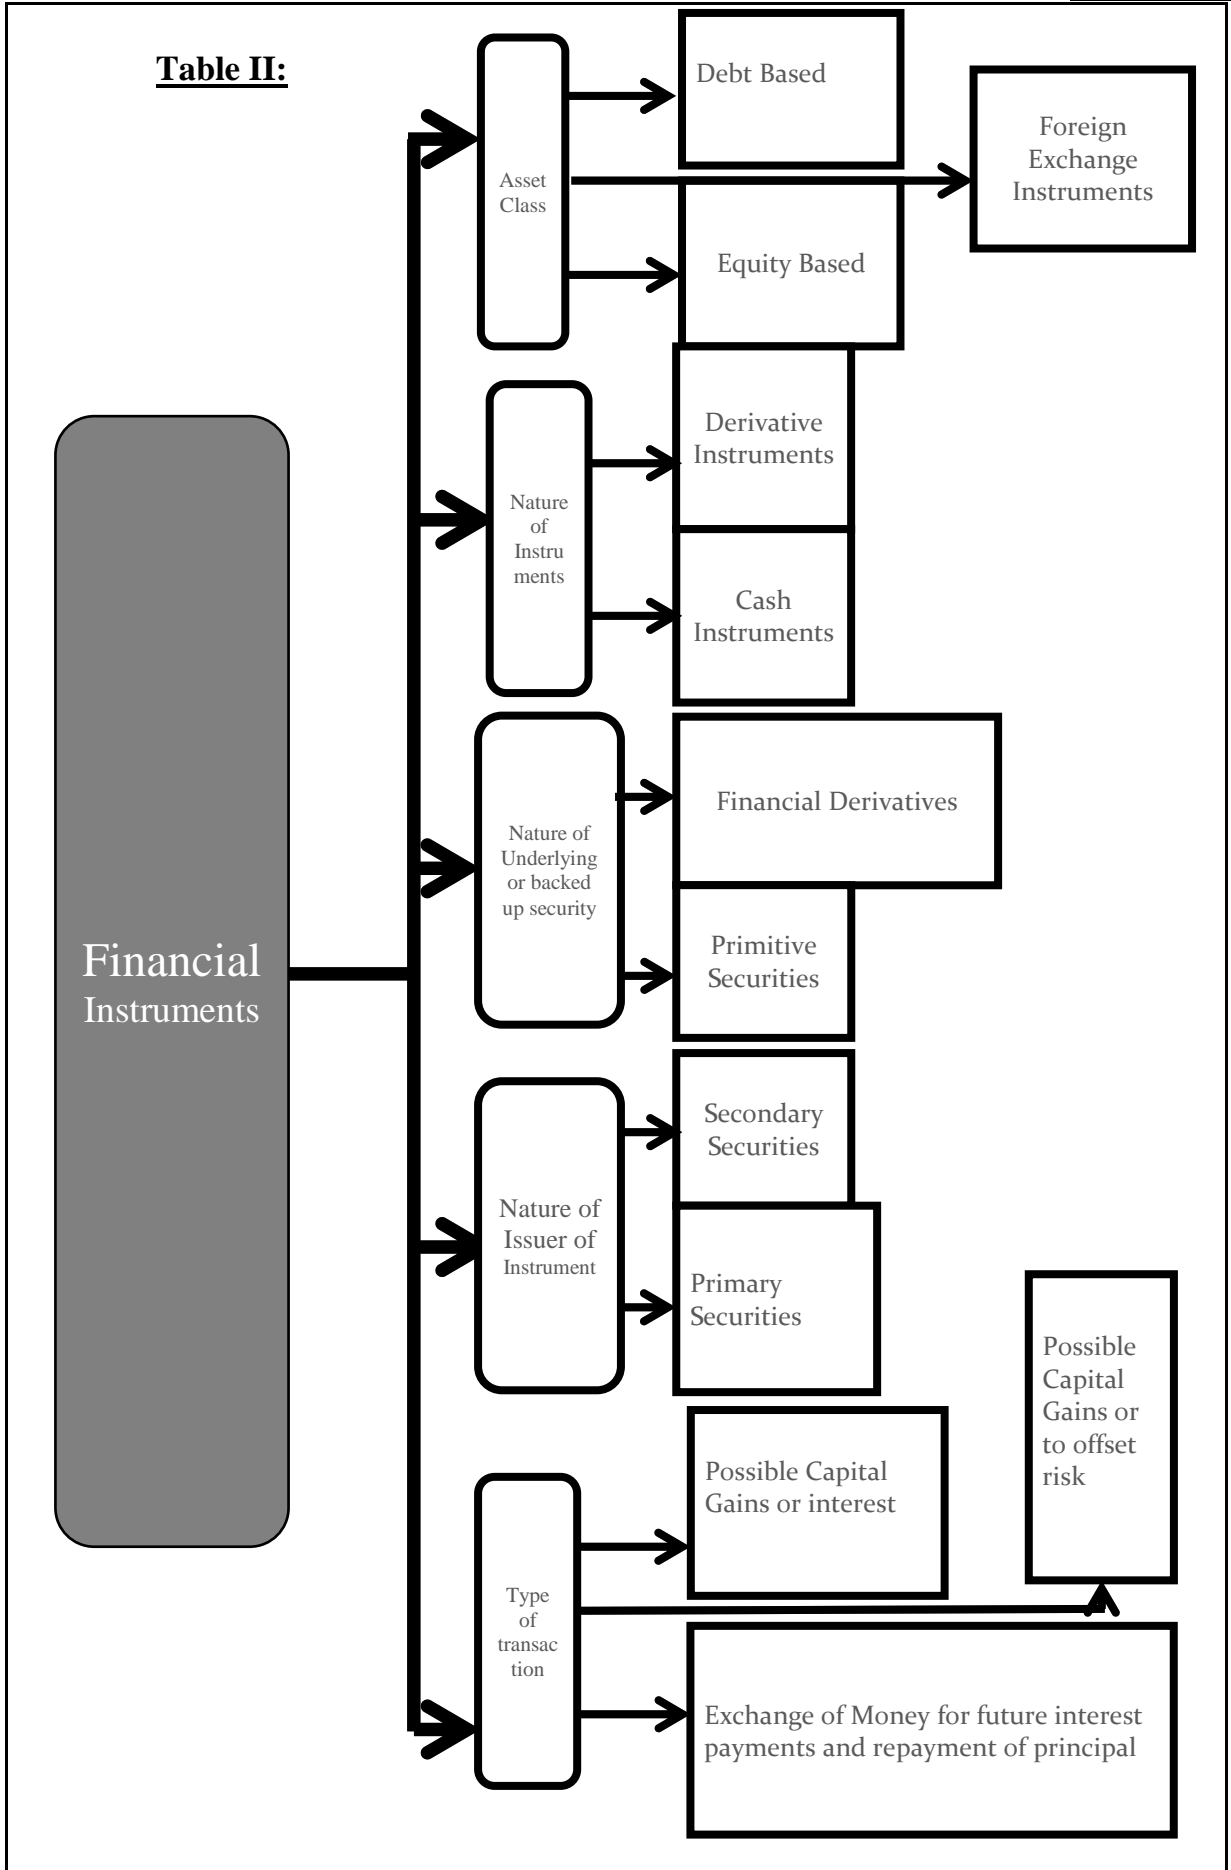 Table II:
Financial
Instruments
Asset
Class
Debt Based
Foreign
Exchange
Instruments
Equity Based
Nature
of
Instru
ments
Derivative
Instruments
Cash
Instruments
Nature of
Underlying
or backed
up security
Financial Derivatives
Primitive
Securities
Nature of
Issuer of
Instrument
Secondary
Securities
Primary
Securities
Type
of
transac
tion
Possible Capital
Gains or interest
Possible
Capital
Gains or
to offset
risk
Exchange of Money for future interest
payments and repayment of principal